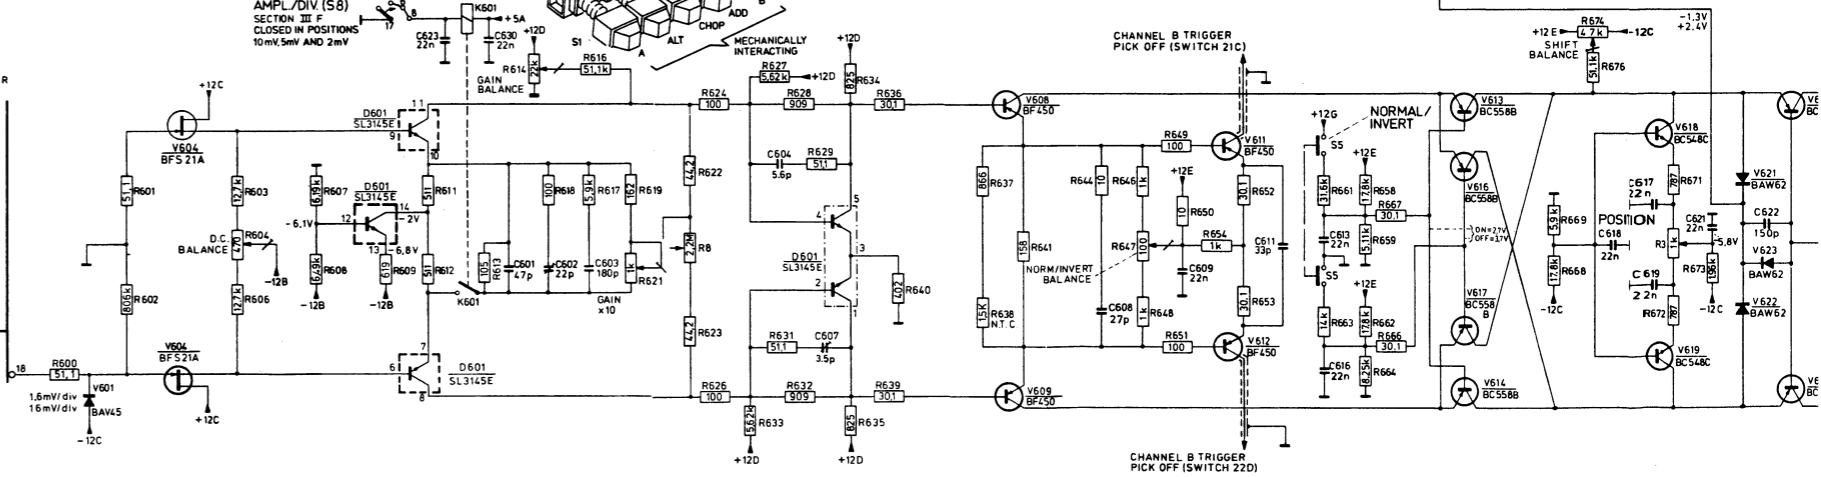 AMPL./DIV. (S8)
SECTION III F
CLOSED IN POSITIONS
10mV,5mV AND 2mV
17
8
K601
+5A
C623
22n
C630
22n
S1
A
ALT
CHOP
ADD
B
MECHANICALLY
INTERACTING
+12D
R614
22k
GAIN
BALANCE
R616
51,1k
R
+12C
V604
BFS21A
D601
SL3145E
11
9
10
R601
51,1
R602
806k
R603
12,7k
D.C.
BALANCE
R604
470
-12B
R606
12,7k
R607
6,19k
-6,1V
R608
6,49k
-12B
D601
SL3145E
12
14
-2V
13
-6,8V
R609
619
-12B
R611
511
R612
511
K601
R613
105
C601
47p
R618
100
C602
22p
R617
5,9k
C603
180p
R619
162
R621
1k
GAIN
x10
R622
44,2
R8
2,2M
R623
44,2
18
R600
51,1
V601
BAV45
1,6mV/div
16mV/div
-12C
V604
BFS21A
+12C
6
7
8
D601
SL3145E
R624
100
R627
5,62k
+12D
R628
909
+12D
R634
825
R636
30,1
C604
5.6p
R629
51,1
5
4
3
2
1
D601
SL3145E
R640
402
R631
51,1
C607
3.5p
R626
100
R632
909
R639
30,1
R633
5,62k
+12D
R635
825
+12D
V608
BF450
V609
BF450
R637
866
R638
1,5K
N.T.C.
R641
158
R644
10
C608
27p
R646
1k
R647
100
NORM/INVERT
BALANCE
R648
1k
R649
100
+12E
R650
10
C609
22n
R654
1k
R651
100
CHANNEL B TRIGGER
PICK OFF (SWITCH 21C)
V611
BF450
R652
30,1
C611
33p
R653
30,1
V612
BF450
CHANNEL B TRIGGER
PICK OFF (SWITCH 22D)
+12G
S5
NORMAL/
INVERT
R661
31,6k
+12E
R658
17,8k
R667
30,1
C613
22n
R659
5,11k
S5
+12E
R663
14k
R662
17,8k
R666
30,1
C616
22n
R664
8,25k
ON=2,7V
OFF=3,7V
V613
BC558B
V616
BC558B
V617
BC558
B
V614
BC558B
+12E
R674
4,7k
-12C
SHIFT
BALANCE
R676
51,1k
-1,3V
+2,4V
R669
5,9k
R668
17,8k
-12C
POSITION
C618
22n
V618
BC548C
C617
22n
R671
787
R3
1k
C621
22n
-5,8V
R673
1,96k
-12C
C619
22n
R672
787
V619
BC548C
V621
BAW62
C622
150p
V623
BAW62
V622
BAW62